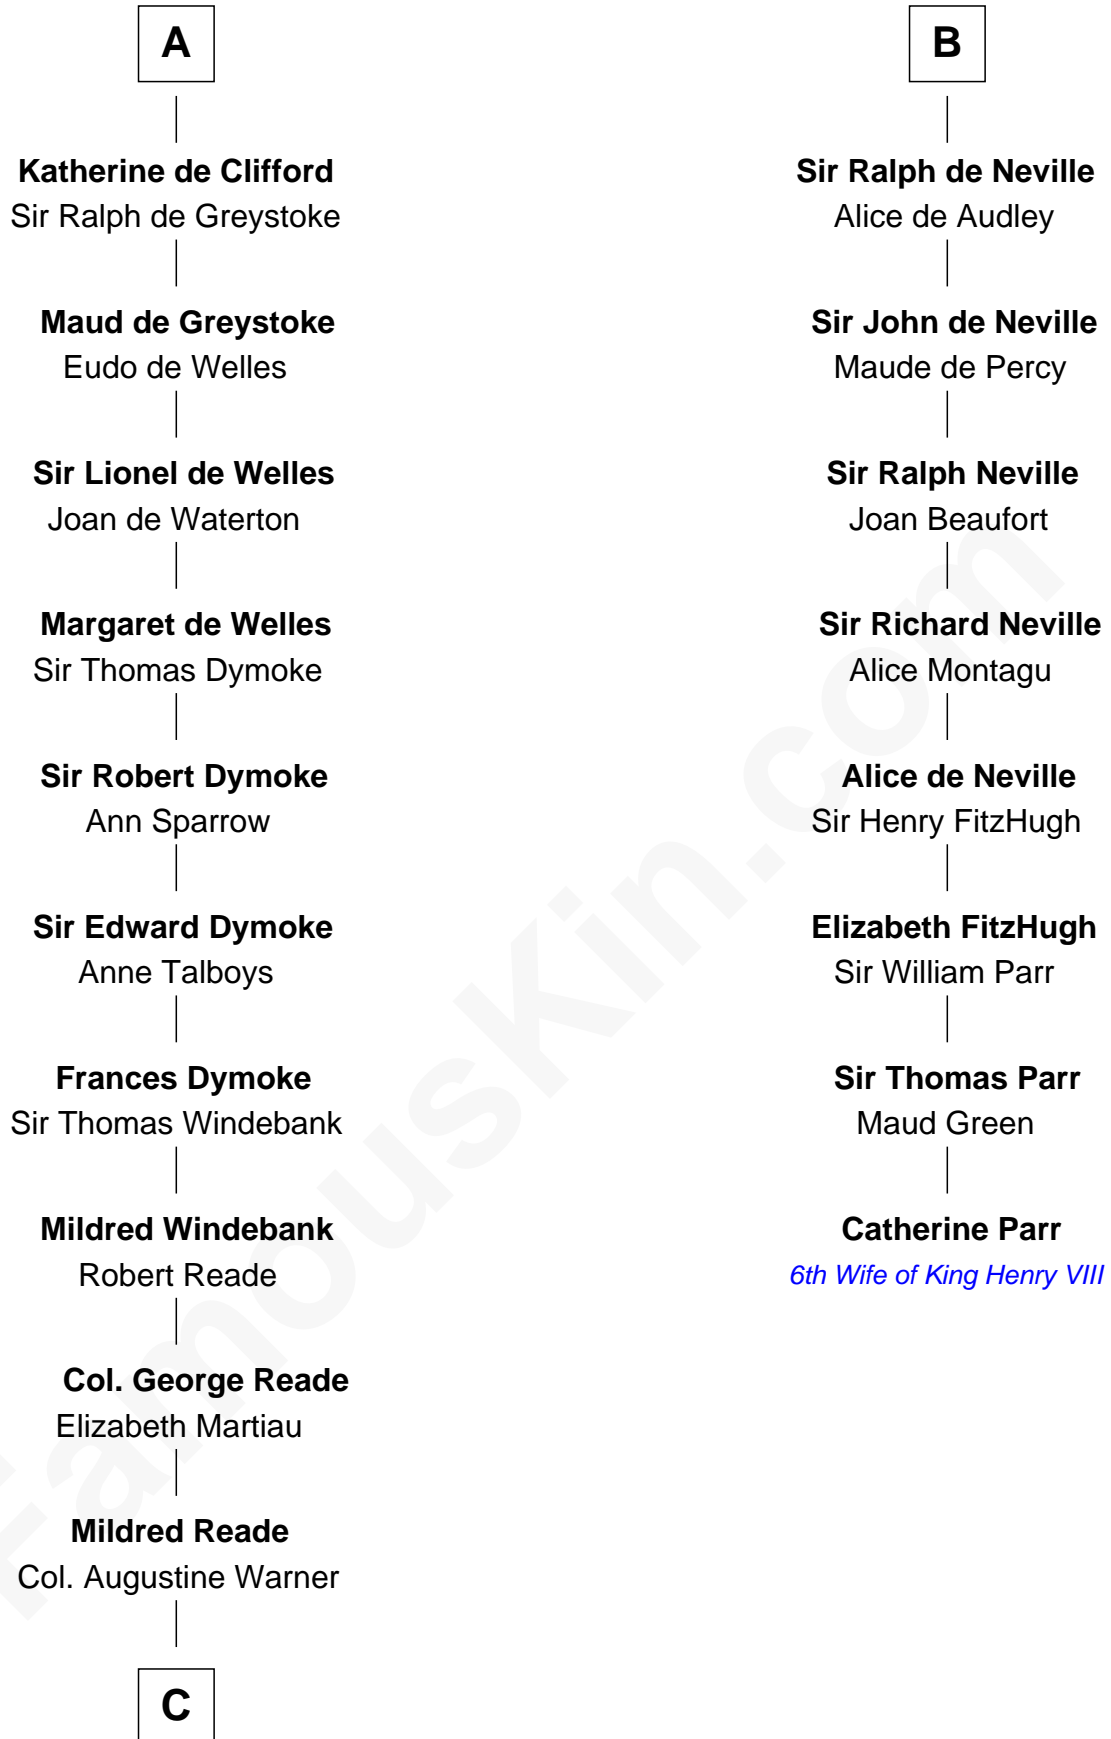 A
Katherine de Clifford
Sir Ralph de Greystoke
Maud de Greystoke
Eudo de Welles
Sir Lionel de Welles
Joan de Waterton
Margaret de Welles
Sir Thomas Dymoke
Sir Robert Dymoke
Ann Sparrow
Sir Edward Dymoke
Anne Talboys
Frances Dymoke
Sir Thomas Windebank
Mildred Windebank
Robert Reade
Col. George Reade
Elizabeth Martiau
Mildred Reade
Col. Augustine Warner
C
B
Sir Ralph de Neville
Alice de Audley
Sir John de Neville
Maude de Percy
Sir Ralph Neville
Joan Beaufort
Sir Richard Neville
Alice Montagu
Alice de Neville
Sir Henry FitzHugh
Elizabeth FitzHugh
Sir William Parr
Sir Thomas Parr
Maud Green
Catherine Parr
6th Wife of King Henry VIII
FamousKin.com